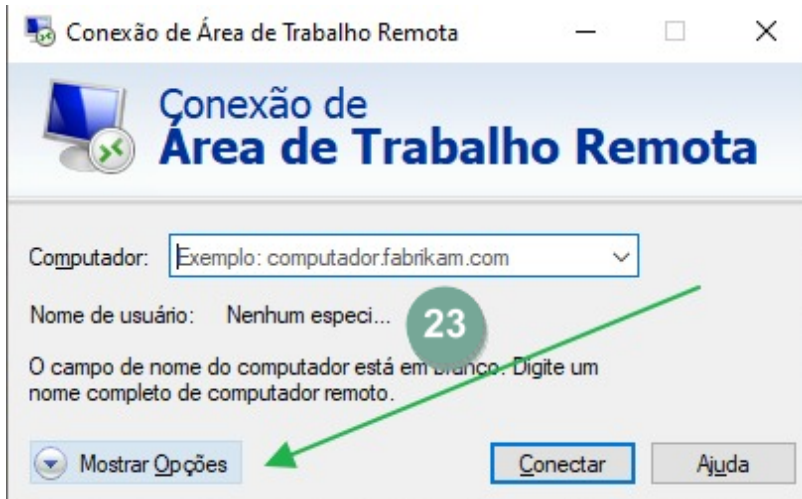 Conexão de Área de Trabalho Remota
Conexão de
Área de Trabalho Remota
Computador: Exemplo: computador.fabrikam.com
Nome de usuário: Nenhum especi...
23
O campo de nome do computador está em branco. Digite um
nome completo de computador remoto.
Mostrar Opções Conectar Ajuda